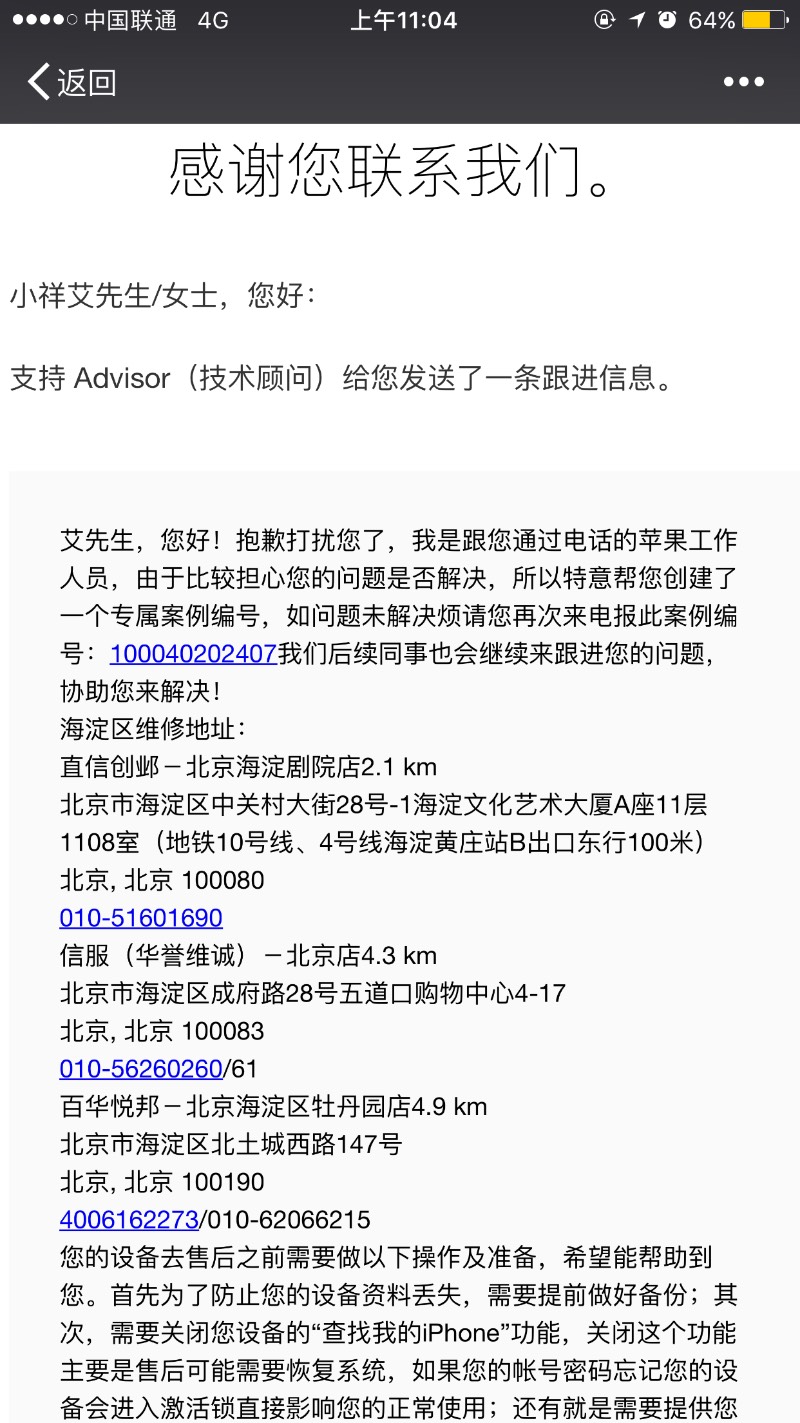 中国联通 4G 上午11:04 64%
返回
感谢您联系我们。
小祥艾先生/女士，您好：
支持 Advisor（技术顾问）给您发送了一条跟进信息。
艾先生，您好！抱歉打扰您了，我是跟您通过电话的苹果工作
人员，由于比较担心您的问题是否解决，所以特意帮您创建了
一个专属案例编号，如问题未解决烦请您再次来电报此案例编
号：100040202407我们后续同事也会继续来跟进您的问题，
协助您来解决！
海淀区维修地址：
直信创邺－北京海淀剧院店2.1 km
北京市海淀区中关村大街28号-1海淀文化艺术大厦A座11层
1108室（地铁10号线、4号线海淀黄庄站B出口东行100米）
北京, 北京 100080
010-51601690
信服（华誉维诚）－北京店4.3 km
北京市海淀区成府路28号五道口购物中心4-17
北京, 北京 100083
010-56260260/61
百华悦邦－北京海淀区牡丹园店4.9 km
北京市海淀区北土城西路147号
北京, 北京 100190
4006162273/010-62066215
您的设备去售后之前需要做以下操作及准备，希望能帮助到
您。首先为了防止您的设备资料丢失，需要提前做好备份；其
次，需要关闭您设备的“查找我的iPhone”功能，关闭这个功能
主要是售后可能需要恢复系统，如果您的帐号密码忘记您的设
备会进入激活锁直接影响您的正常使用；还有就是需要提供您